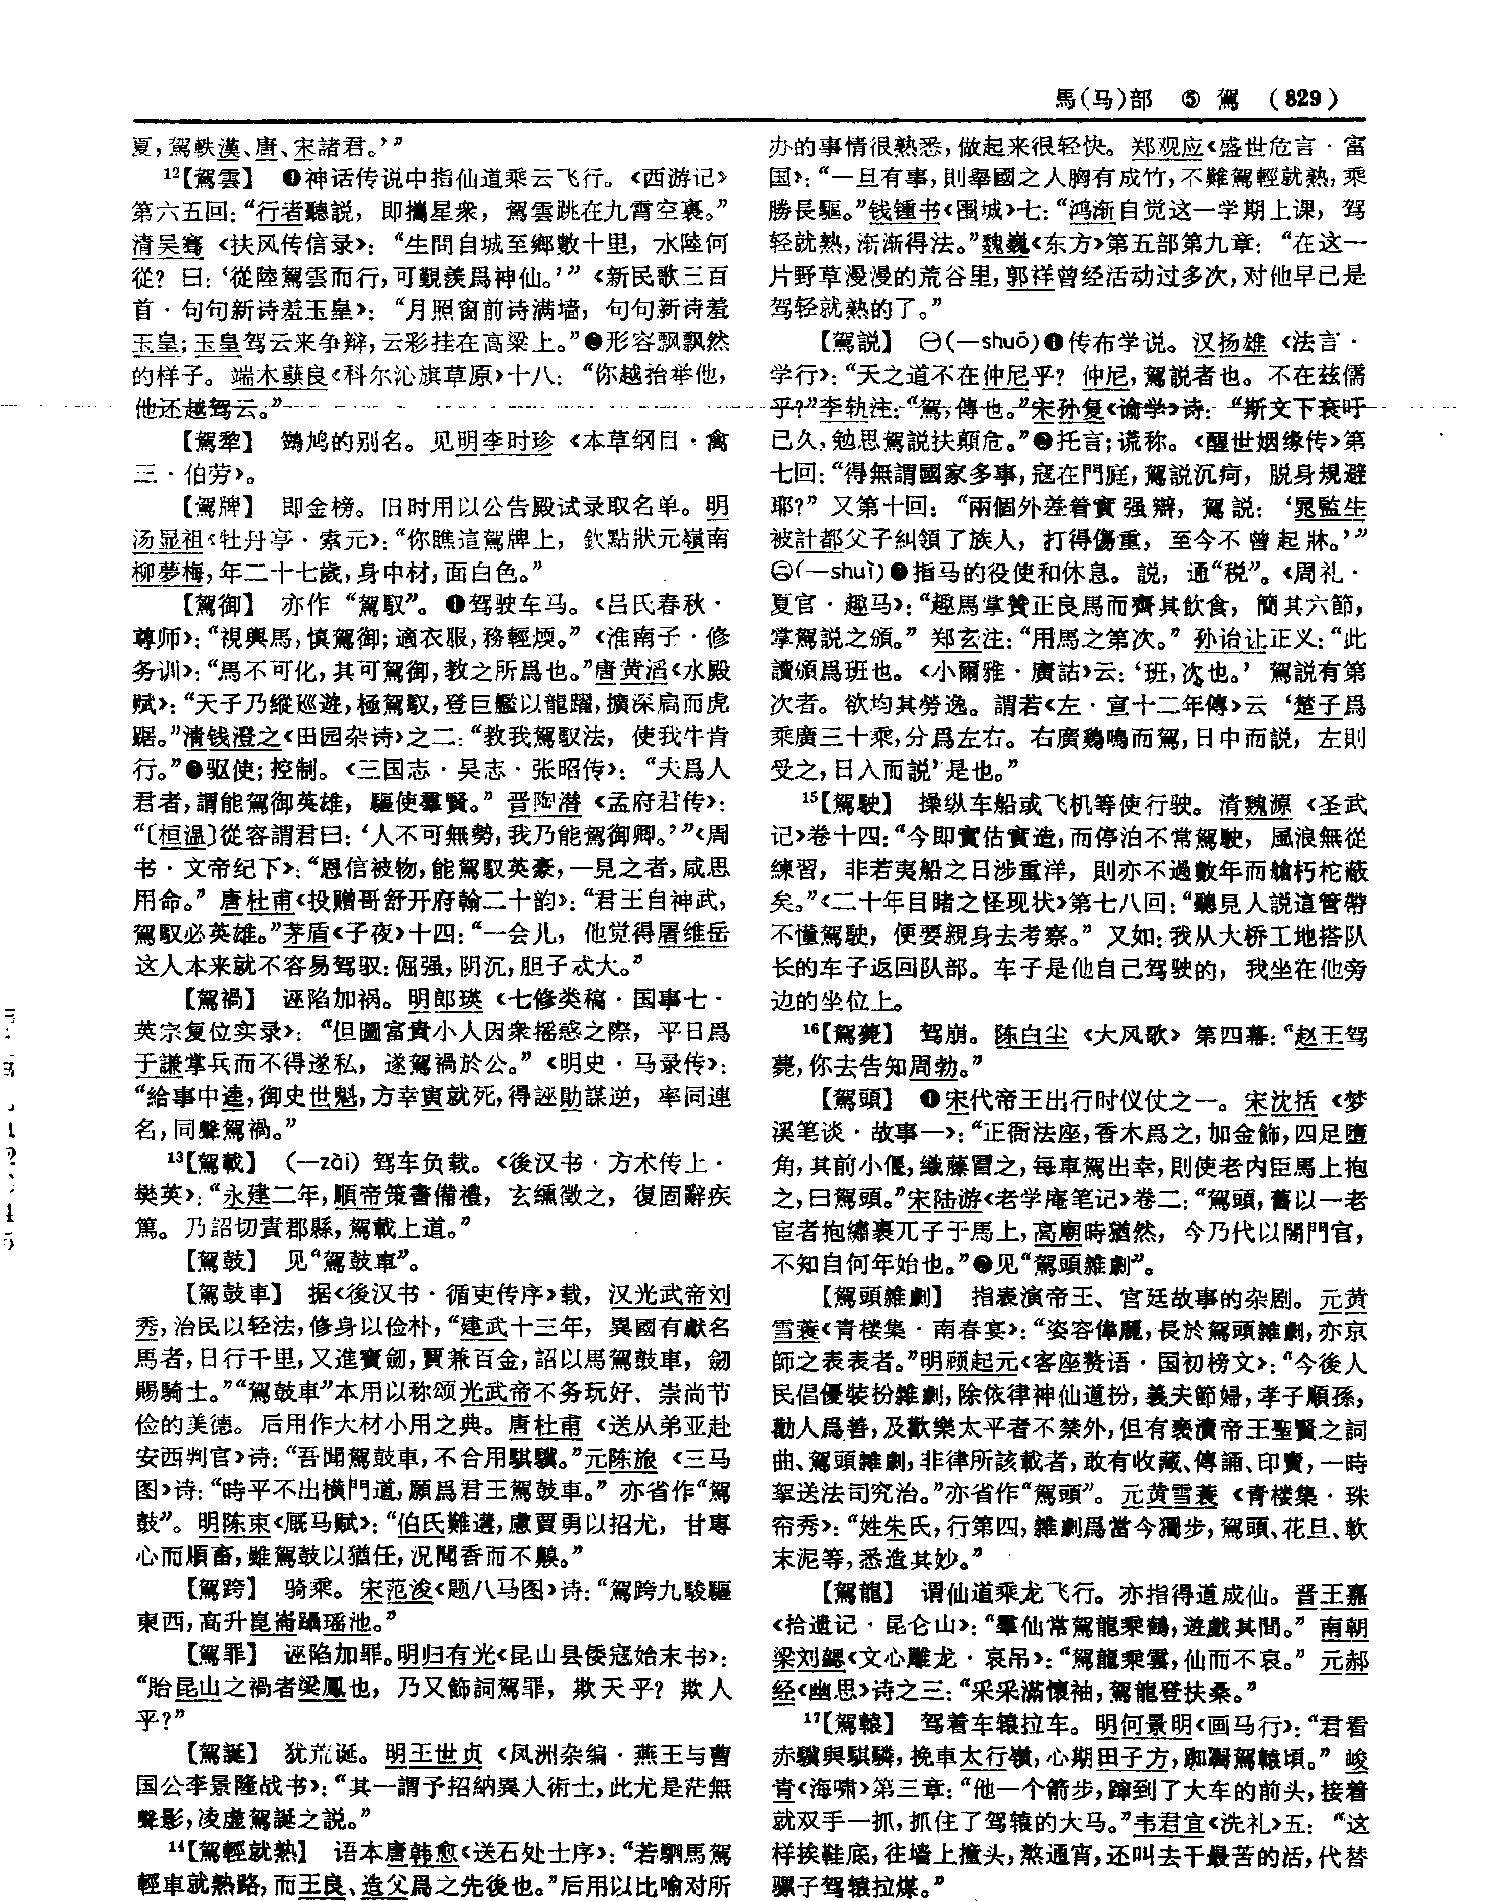 馬(马)部 ⑤ 駕 (829)
夏,駕軼漢、唐、宋諸君。’”
12【駕雲】 ❶神话传说中指仙道乘云飞行。《西游记》
第六五回:“行者聽説,即攜星衆,駕雲跳在九霄空裏。”
清吴骞《扶风传信录》:“生問自城至鄉數十里,水陸何
從?曰:‘從陸駕雲而行,可覩羨爲神仙。’”《新民歌三百
首·句句新诗羞玉皇》:“月照窗前诗满墙,句句新诗羞
玉皇;玉皇驾云来争辩,云彩挂在高梁上。”❷形容飘飘然
的样子。端木蕻良《科尔沁旗草原》十八:“你越抬举他,
他还越驾云。”
【駕犂】 鷑鳩的别名。见明李时珍《本草纲目·禽
三·伯劳》。
【駕牌】 即金榜。旧时用以公告殿试录取名单。明
汤显祖《牡丹亭·索元》:“你瞧這駕牌上,欽點狀元嶺南
柳夢梅,年二十七歲,身中材,面白色。”
【駕御】 亦作“駕馭”。❶驾驶车马。《吕氏春秋·
尊师》:“視輿馬,慎駕御;適衣服,務輕煗。”《淮南子·修
务训》:“馬不可化,其可駕御,教之所爲也。”唐黄滔《水殿
赋》:“天子乃縱巡遊,極駕馭,登巨艦以龍躍,擴深扃而虎
踞。”清钱澄之《田园杂诗》之二:“教我駕馭法,使我牛肯
行。”❷驱使;控制。《三国志·吴志·张昭传》:“夫爲人
君者,謂能駕御英雄,驅使羣賢。”晋陶潜《孟府君传》:
“〔桓温〕從容謂君曰:‘人不可無勢,我乃能駕御卿。’”《周
书·文帝纪下》:“恩信被物,能駕馭英豪,一見之者,咸思
用命。”唐杜甫《投赠哥舒开府翰二十韵》:“君王自神武,
駕馭必英雄。”茅盾《子夜》十四:“一会儿,他觉得屠维岳
这人本来就不容易驾驭:倔强,阴沉,胆子忒大。”
【駕禍】 诬陷加祸。明郎瑛《七修类稿·国事七·
英宗复位实录》:“但圖富貴小人因衆摇惑之際,平日爲
于謙掌兵而不得遂私,遂駕禍於公。”《明史·马录传》:
“給事中逵,御史世魁,方幸寅就死,得誣勛謀逆,率同連
名,同聲駕禍。”
13【駕載】 (—zài)驾车负载。《後汉书·方术传上·
樊英》:“永建二年,順帝策書備禮,玄纁徵之,復固辭疾
篤。乃詔切責郡縣,駕載上道。”
【駕鼓】 见“駕鼓車”。
【駕鼓車】 据《後汉书·循吏传序》载,汉光武帝刘
秀,治民以轻法,修身以俭朴,“建武十三年,異國有獻名
馬者,日行千里,又進寶劍,賈兼百金,詔以馬駕鼓車,劍
賜騎士。”“駕鼓車”本用以称颂光武帝不务玩好、崇尚节
俭的美德。后用作大材小用之典。唐杜甫《送从弟亚赴
安西判官》诗:“吾聞駕鼓車,不合用騏驥。”元陈旅《三马
图》诗:“時平不出横門道,願爲君王駕鼓車。”亦省作“駕
鼓”。明陈束《厩马赋》:“伯氏難遘,慮賈勇以招尤,甘專
心而順畜,雖駕鼓以猶任,況聞香而不齅。”
【駕跨】 骑乘。宋范浚《题八马图》诗:“駕跨九駿驅
東西,高升崑崙躡瑶池。”
【駕罪】 诬陷加罪。明归有光《昆山县倭寇始末书》:
“貽昆山之禍者梁鳳也,乃又飾詞駕罪,欺天乎?欺人
乎?”
【駕誕】 犹荒诞。明王世贞《凤洲杂编·燕王与曹
国公李景隆战书》:“其一謂予招納異人術士,此尤是茫無
聲影,凌虚駕誕之説。”
14【駕輕就熟】 语本唐韩愈《送石处士序》:“若駟馬駕
輕車就熟路,而王良、造父爲之先後也。”后用以比喻对所
办的事情很熟悉,做起来很轻快。郑观应《盛世危言·富
国》:“一旦有事,則舉國之人胸有成竹,不難駕輕就熟,乘
勝長驅。”钱锺书《围城》七:“鸿渐自觉这一学期上课,驾
轻就熟,渐渐得法。”魏巍《东方》第五部第九章:“在这一
片野草漫漫的荒谷里,郭祥曾经活动过多次,对他早已是
驾轻就熟的了。”
【駕説】 ㊀(—shuō)❶传布学说。汉扬雄《法言·
学行》:“天之道不在仲尼乎?仲尼,駕説者也。不在兹儒
乎?”李轨注:“駕,傳也。”宋孙复《谕学》诗:“斯文下衰吁
已久,勉思駕説扶顛危。”❷托言;谎称。《醒世姻缘传》第
七回:“得無謂國家多事,寇在門庭,駕説沉疴,脱身規避
耶?”又第十回:“兩個外差着實强辯,駕説:‘晁監生
被計都父子糾領了族人,打得傷重,至今不曾起牀。’”
㊁(—shuì)❸指马的役使和休息。説,通“税”。《周礼·
夏官·趣马》:“趣馬掌贊正良馬而齊其飲食,簡其六節,
掌駕説之頒。”郑玄注:“用馬之第次。”孙诒让正义:“此
讀頒爲班也。《小爾雅·廣詁》云:‘班,次也。’駕説有第
次者。欲均其勞逸。謂若《左·宣十二年傳》云‘楚子爲
乘廣三十乘,分爲左右。右廣鷄鳴而駕,日中而説,左則
受之,日入而説’是也。”
15【駕駛】 操纵车船或飞机等使行驶。清魏源《圣武
记》卷十四:“今即實估實造,而停泊不常駕駛,風浪無從
練習,非若夷船之日涉重洋,則亦不過數年而艙朽柁蔽
矣。”《二十年目睹之怪现状》第七八回:“聽見人説這管帶
不懂駕駛,便要親身去考察。”又如:我从大桥工地搭队
长的车子返回队部。车子是他自己驾驶的,我坐在他旁
边的坐位上。
16【駕薨】 驾崩。陈白尘《大风歌》第四幕:“赵王驾
薨,你去告知周勃。”
【駕頭】 ❶宋代帝王出行时仪仗之一。宋沈括《梦
溪笔谈·故事一》:“正衙法座,香木爲之,加金飾,四足墮
角,其前小偃,織藤冒之,每車駕出幸,則使老内臣馬上抱
之,曰駕頭。”宋陆游《老学庵笔记》卷二:“駕頭,舊以一老
宦者抱繡裹兀子于馬上,高廟時猶然,今乃代以閤門官,
不知自何年始也。”❷见“駕頭雜劇”。
【駕頭雜劇】 指表演帝王、宫廷故事的杂剧。元黄
雪蓑《青楼集·南春宴》:“姿容偉麗,長於駕頭雜劇,亦京
師之表表者。”明顾起元《客座赘语·国初榜文》:“今後人
民倡優裝扮雜劇,除依律神仙道扮,義夫節婦,孝子順孫,
勸人爲善,及歡樂太平者不禁外,但有褻瀆帝王聖賢之詞
曲、駕頭雜劇,非律所該載者,敢有收藏、傳誦、印賣,一時
拏送法司究治。”亦省作“駕頭”。元黄雪蓑《青楼集·珠
帘秀》:“姓朱氏,行第四,雜劇爲當今獨步,駕頭、花旦、軟
末泥等,悉造其妙。”
【駕龍】 谓仙道乘龙飞行。亦指得道成仙。晋王嘉
《拾遗记·昆仑山》:“羣仙常駕龍乘鶴,遊戲其間。”南朝
梁刘勰《文心雕龙·哀吊》:“駕龍乘雲,仙而不哀。”元郝
经《幽思》诗之三:“采采滿懷袖,駕龍登扶桑。”
17【駕轅】 驾着车辕拉车。明何景明《画马行》:“君看
赤驥與騏驎,挽車太行嶺,心期田子方,踟躅駕轅頃。”峻
青《海啸》第三章:“他一个箭步,蹿到了大车的前头,接着
就双手一抓,抓住了驾辕的大马。”韦君宜《洗礼》五:“这
样挨鞋底,往墙上撞头,熬通宵,还叫去干最苦的活,代替
骡子驾辕拉煤。”